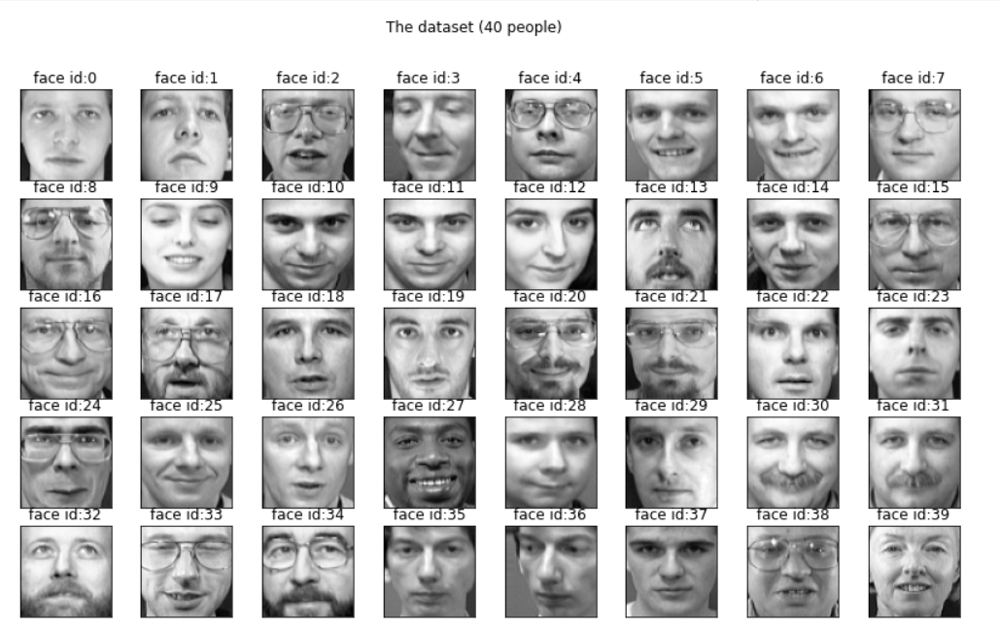 The dataset (40 people)
face id:0 face id:1 face id:2 face id:3 face id:4 face id:5 face id:6 face id:7
face id:8 face id:9 face id:10 face id:11 face id:12 face id:13 face id:14 face id:15
face id:16 face id:17 face id:18 face id:19 face id:20 face id:21 face id:22 face id:23
face id:24 face id:25 face id:26 face id:27 face id:28 face id:29 face id:30 face id:31
face id:32 face id:33 face id:34 face id:35 face id:36 face id:37 face id:38 face id:39